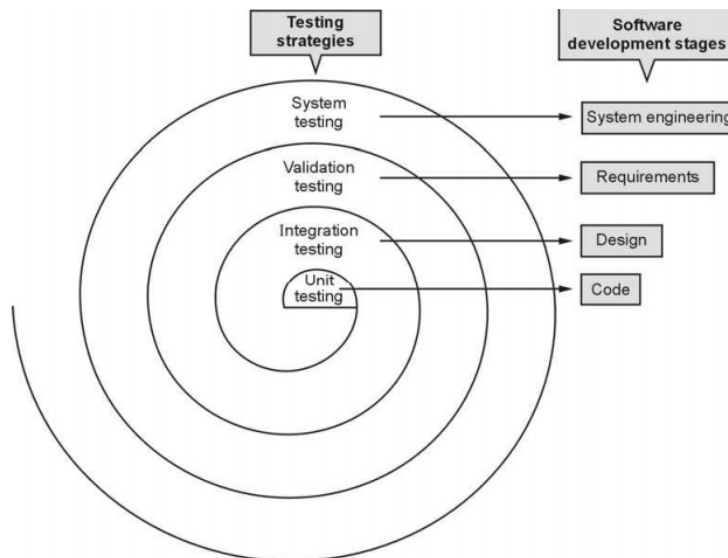 Testing
strategies
Software
development stages
System
testing
System engineering
Validation
testing
Requirements
Integration
testing
Design
Unit
testing
Code